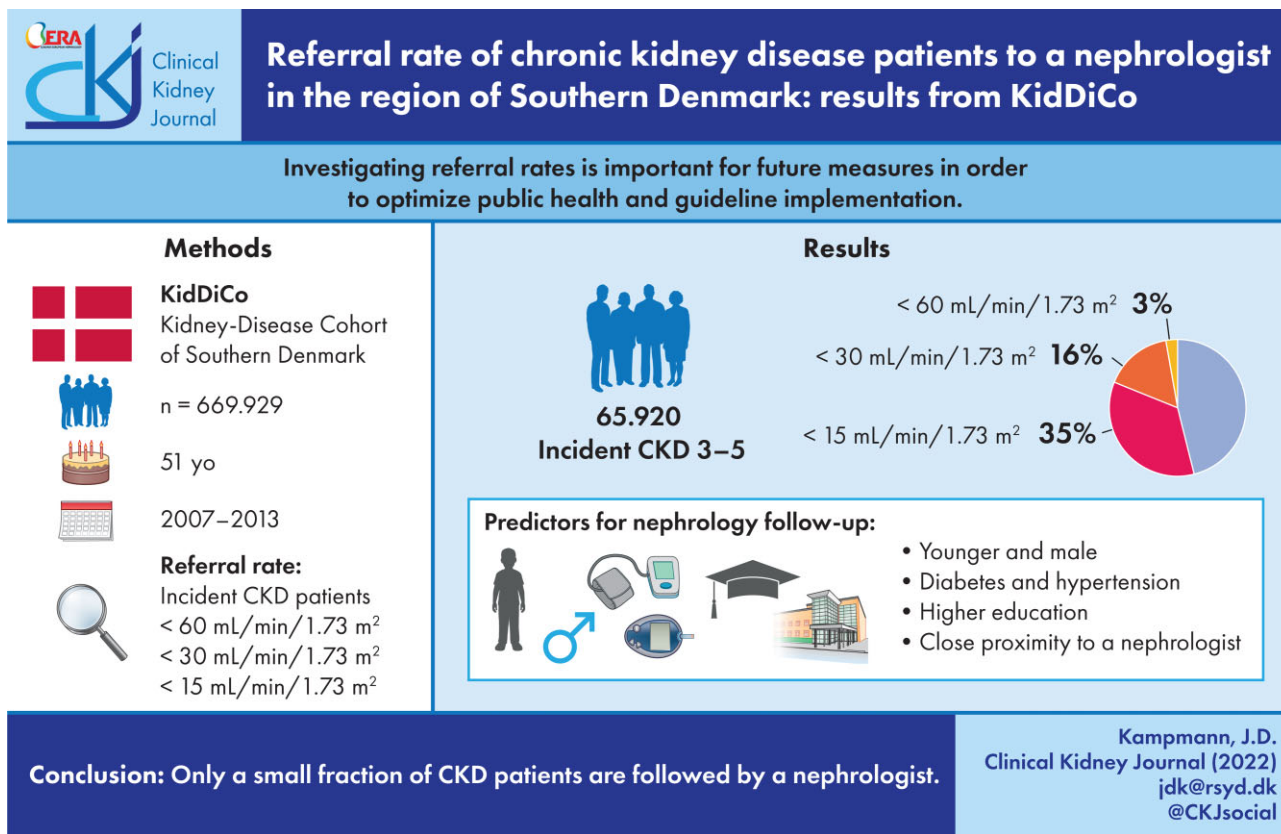 ERA
CKJ
Clinical
Kidney
Journal
Referral rate of chronic kidney disease patients to a nephrologist
in the region of Southern Denmark: results from KidDiCo
Investigating referral rates is important for future measures in order
to optimize public health and guideline implementation.
Methods
KidDiCo
Kidney-Disease Cohort
of Southern Denmark
n = 669.929
51 yo
2007–2013
Referral rate:
Incident CKD patients
< 60 mL/min/1.73 m²
< 30 mL/min/1.73 m²
< 15 mL/min/1.73 m²
Results
65.920
Incident CKD 3–5
< 60 mL/min/1.73 m² 3%
< 30 mL/min/1.73 m² 16%
< 15 mL/min/1.73 m² 35%
Predictors for nephrology follow-up:
• Younger and male
• Diabetes and hypertension
• Higher education
• Close proximity to a nephrologist
Conclusion: Only a small fraction of CKD patients are followed by a nephrologist.
Kampmann, J.D.
Clinical Kidney Journal (2022)
jdk@rsyd.dk
@CKJsocial